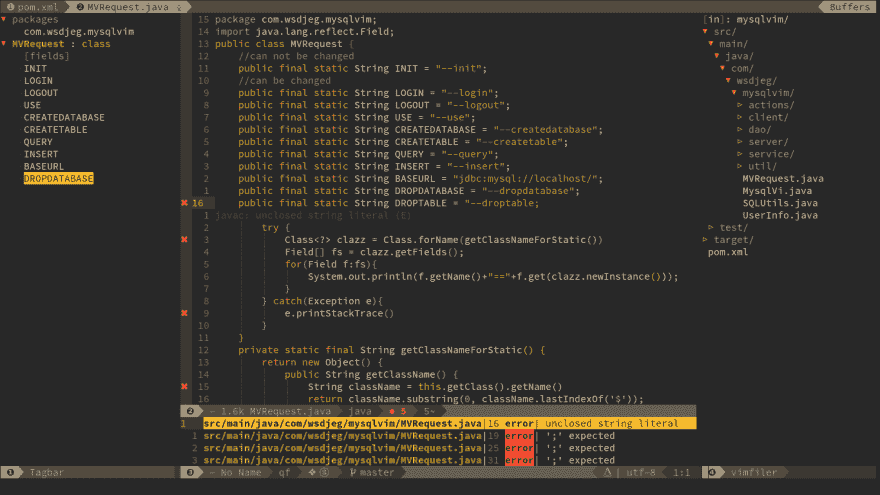 ❶ pom.xml ❷ MVRequest.java Buffers
▼ packages
com.wsdjeg.mysqlvim
▼ MVRequest : class
[fields]
INIT
LOGIN
LOGOUT
USE
CREATEDATABASE
CREATETABLE
QUERY
INSERT
BASEURL
DROPDATABASE
15 package com.wsdjeg.mysqlvim;
14 import java.lang.reflect.Field;
13 public class MVRequest {
12 //can not be changed
11 public final static String INIT = "--init";
10 //can be changed
9 public final static String LOGIN = "--login";
8 public final static String LOGOUT = "--logout";
7 public final static String USE = "--use";
6 public final static String CREATEDATABASE = "--createdatabase";
5 public final static String CREATETABLE = "--createtable";
4 public final static String QUERY = "--query";
3 public final static String INSERT = "--insert";
2 public final static String BASEURL = "jdbc:mysql://localhost/";
1 public final static String DROPDATABASE = "--dropdatabase";
✖ 16 public final static String DROPTABLE = "--droptable;
1 javac: unclosed string literal (E)
2 try {
✖ 3 Class<?> clazz = Class.forName(getClassNameForStatic())
4 Field[] fs = clazz.getFields();
5 for(Field f:fs){
6 System.out.println(f.getName()+"=="+f.get(clazz.newInstance()));
7 }
8 } catch(Exception e){
✖ 9 e.printStackTrace()
10 }
11 }
12 private static final String getClassNameForStatic() {
13 return new Object() {
14 public String getClassName() {
✖ 15 String className = this.getClass().getName()
16 return className.substring(0, className.lastIndexOf('$'));
❷ - 1.6k MVRequest.java java ● 5 5~
1 src/main/java/com/wsdjeg/mysqlvim/MVRequest.java|16 error| unclosed string literal
1 src/main/java/com/wsdjeg/mysqlvim/MVRequest.java|19 error| ';' expected
2 src/main/java/com/wsdjeg/mysqlvim/MVRequest.java|25 error| ';' expected
3 src/main/java/com/wsdjeg/mysqlvim/MVRequest.java|31 error| ';' expected
[in]: mysqlvim/
▼ src/
▼ main/
▼ java/
▼ com/
▼ wsdjeg/
▼ mysqlvim/
▷ actions/
▷ client/
▷ dao/
▷ server/
▷ service/
▷ util/
MVRequest.java
MysqlVi.java
SQLUtils.java
UserInfo.java
▷ test/
▷ target/
pom.xml
❶ Tagbar ❸ - No Name qf ❖ Ⓢ master | utf-8 1:1 ❹ vimfiler